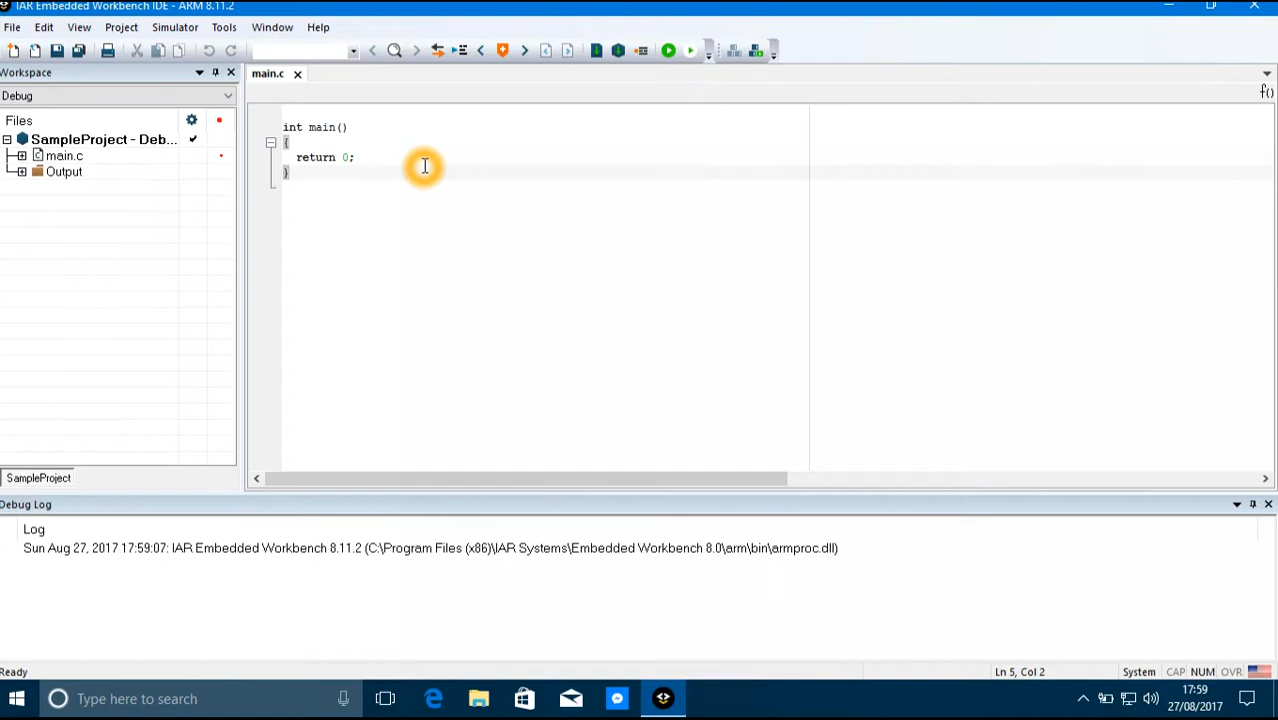 IAR Embedded Workbench IDE - ARM 8.11.2
File Edit View Project Simulator Tools Window Help
Workspace
main.c
Debug
f()
Files
SampleProject - Deb...
main.c
Output
int main()
{
return 0;
}
SampleProject
Debug Log
Log
Sun Aug 27, 2017 17:59:07: IAR Embedded Workbench 8.11.2 (C:\Program Files (x86)\IAR Systems\Embedded Workbench 8.0\arm\bin\armproc.dll)
Ready
Ln 5, Col 2
System
CAP NUM OVR
Type here to search
17:59
27/08/2017